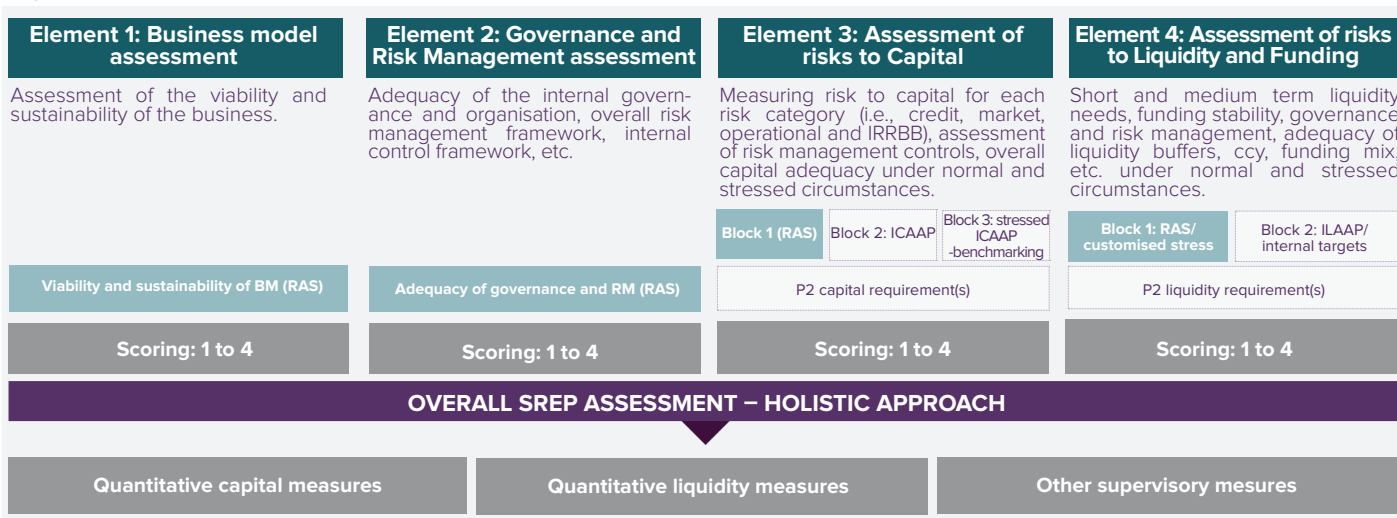 Element 1: Business model
assessment
Assessment of the viability and
sustainability of the business.
Viability and sustainability of BM (RAS)
Scoring: 1 to 4
Element 2: Governance and
Risk Management assessment
Adequacy of the internal govern-
ance and organisation, overall risk
management framework, internal
control framework, etc.
Adequacy of governance and RM (RAS)
Scoring: 1 to 4
Element 3: Assessment of
risks to Capital
Measuring risk to capital for each
risk category (i.e., credit, market,
operational and IRRBB), assessment
of risk management controls, overall
capital adequacy under normal and
stressed circumstances.
Block 1 (RAS)
Block 2: ICAAP
Block 3: stressed
ICAAP
-benchmarking
P2 capital requirement(s)
Scoring: 1 to 4
Element 4: Assessment of risks
to Liquidity and Funding
Short and medium term liquidity
needs, funding stability, governance
and risk management, adequacy of
liquidity buffers, ccy, funding mix,
etc. under normal and stressed
circumstances.
Block 1: RAS/
customised stress
Block 2: ILAAP/
internal targets
P2 liquidity requirement(s)
Scoring: 1 to 4
OVERALL SREP ASSESSMENT – HOLISTIC APPROACH
Quantitative capital measures
Quantitative liquidity measures
Other supervisory mesures